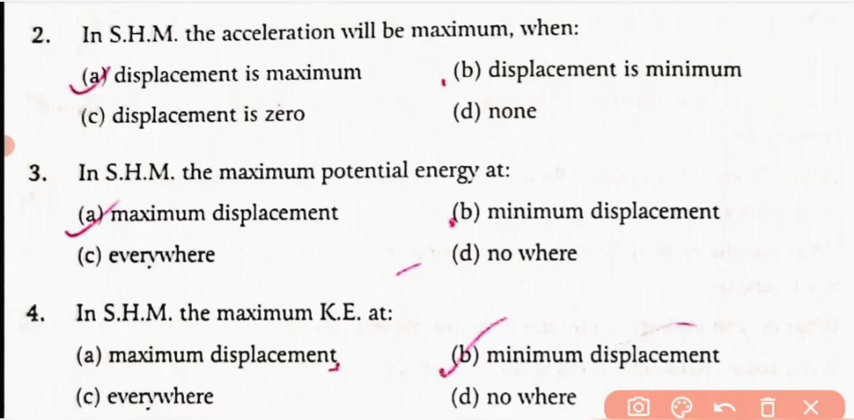 2. In S.H.M. the acceleration will be maximum, when:
(a) displacement is maximum (b) displacement is minimum
(c) displacement is zero (d) none
3. In S.H.M. the maximum potential energy at:
(a) maximum displacement (b) minimum displacement
(c) everywhere (d) no where
4. In S.H.M. the maximum K.E. at:
(a) maximum displacement (b) minimum displacement
(c) everywhere (d) no where